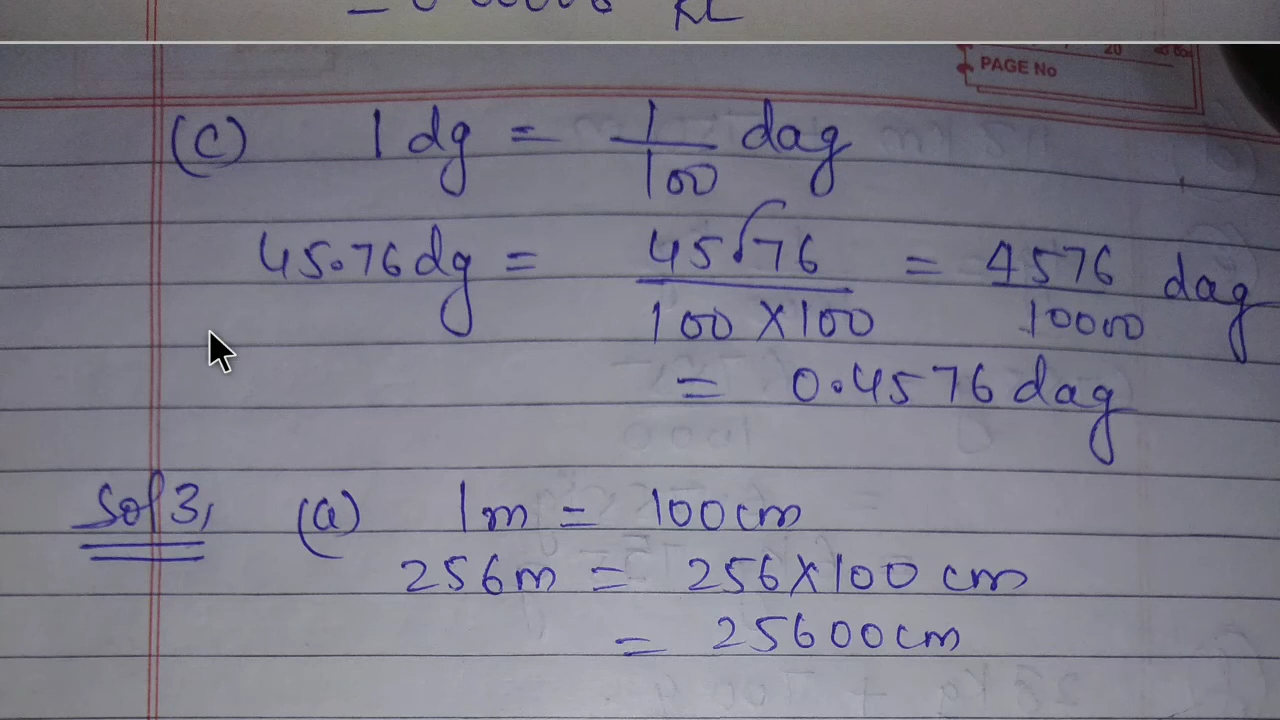 PAGE No
(c) 1 dg = 1/100 dag
45.76 dg = 45.76/100×100 = 4576/10000 dag
= 0.4576 dag
Sol 3, (a) 1m = 100cm
256m = 256×100 cm
= 25600cm